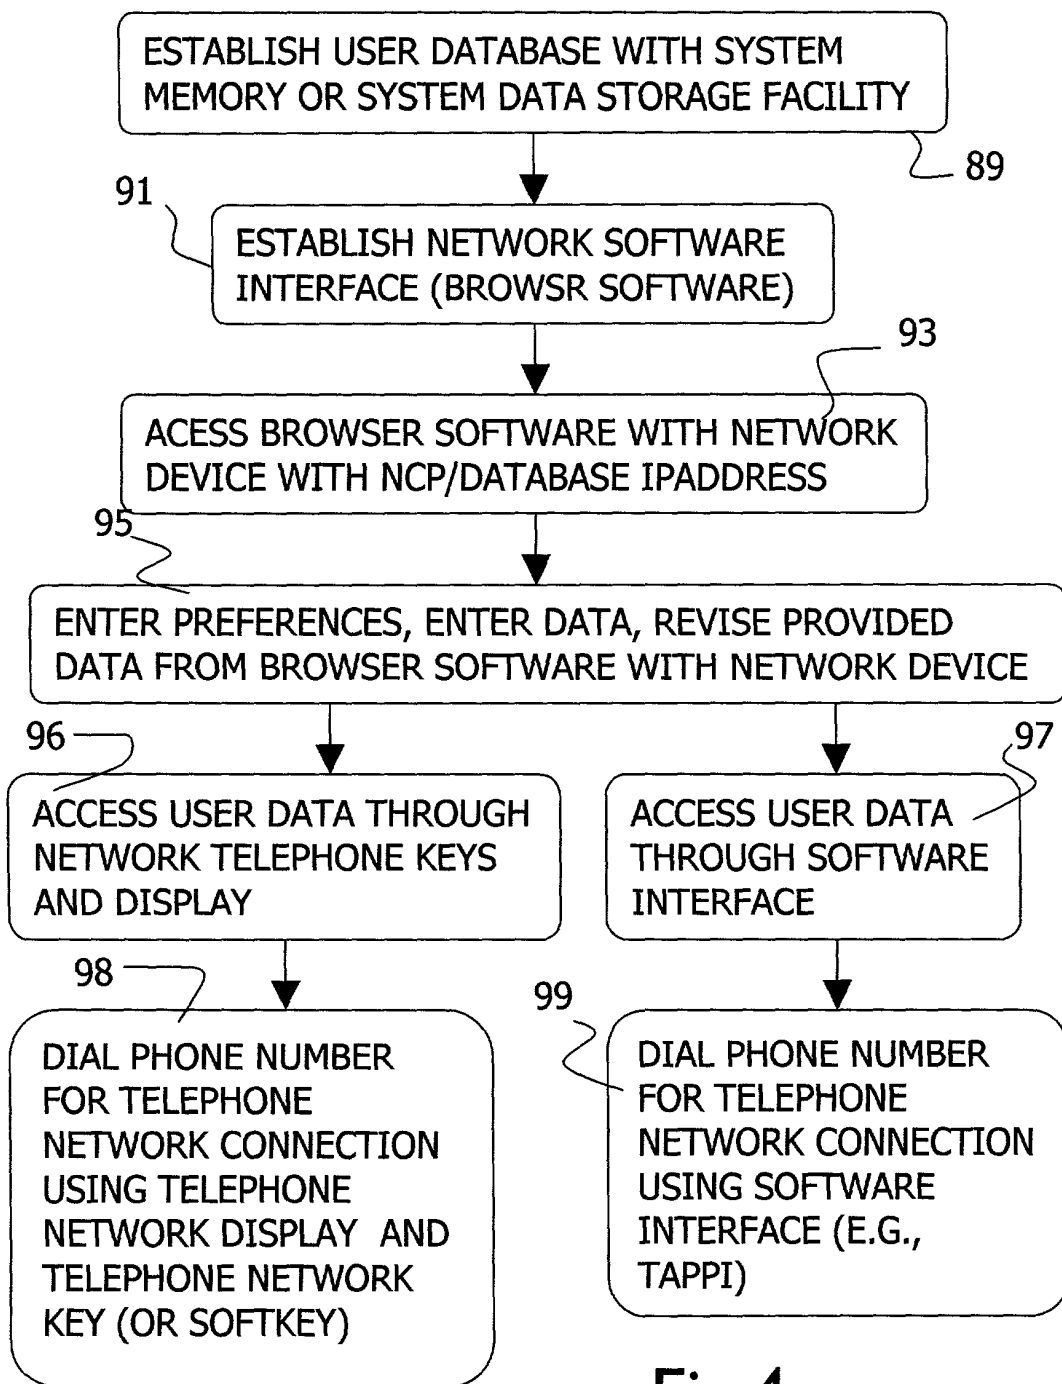 ESTABLISH USER DATABASE WITH SYSTEM
MEMORY OR SYSTEM DATA STORAGE FACILITY
89
91
ESTABLISH NETWORK SOFTWARE
INTERFACE (BROWSR SOFTWARE)
93
ACESS BROWSER SOFTWARE WITH NETWORK
DEVICE WITH NCP/DATABASE IPADDRESS
95
ENTER PREFERENCES, ENTER DATA, REVISE PROVIDED
DATA FROM BROWSER SOFTWARE WITH NETWORK DEVICE
96
ACCESS USER DATA THROUGH
NETWORK TELEPHONE KEYS
AND DISPLAY
97
ACCESS USER DATA
THROUGH SOFTWARE
INTERFACE
98
DIAL PHONE NUMBER
FOR TELEPHONE
NETWORK CONNECTION
USING TELEPHONE
NETWORK DISPLAY AND
TELEPHONE NETWORK
KEY (OR SOFTKEY)
99
DIAL PHONE NUMBER
FOR TELEPHONE
NETWORK CONNECTION
USING SOFTWARE
INTERFACE (E.G.,
TAPPI)
Fig 4